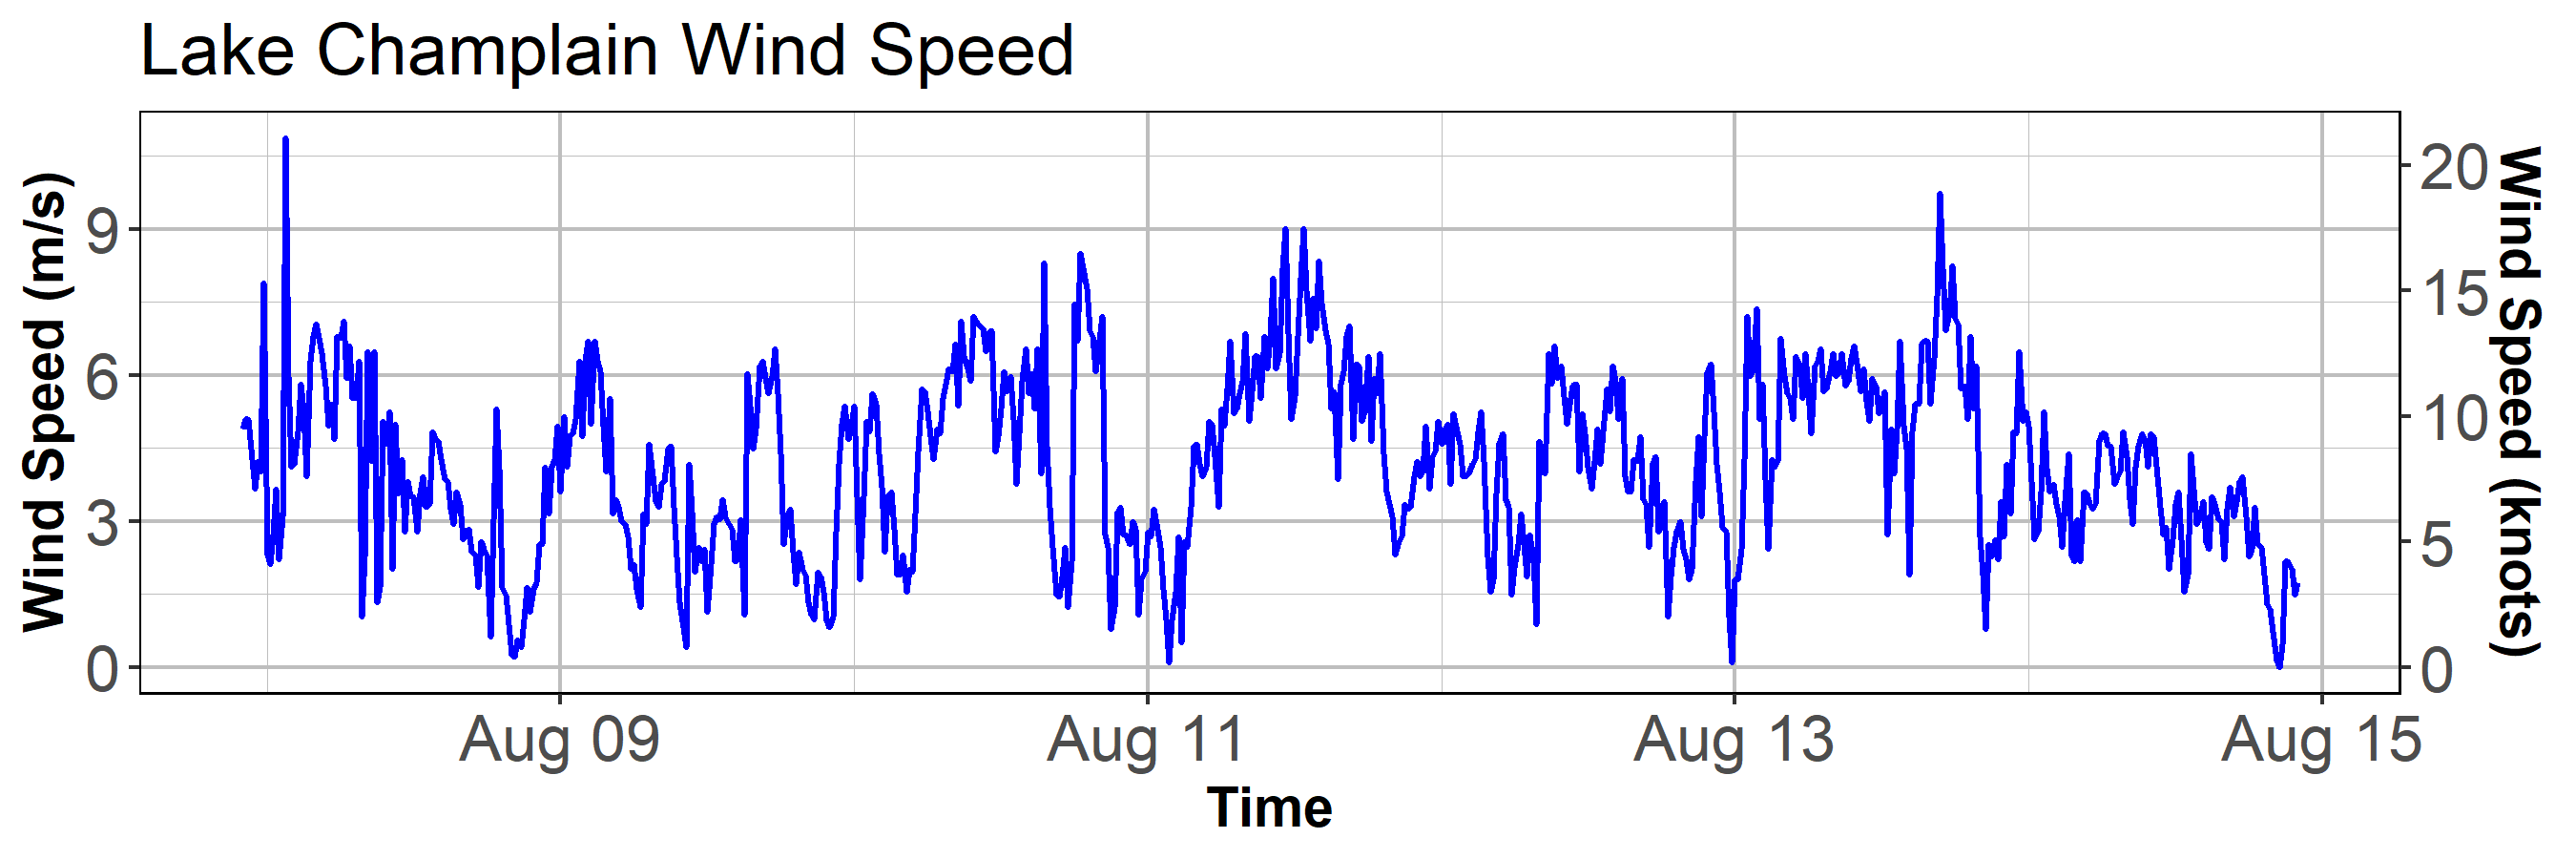 Lake Champlain Wind Speed
Wind Speed (m/s)
9
6
3
0
20
15
10
5
0
Wind Speed (knots)
Aug 09
Aug 11
Aug 13
Aug 15
Time